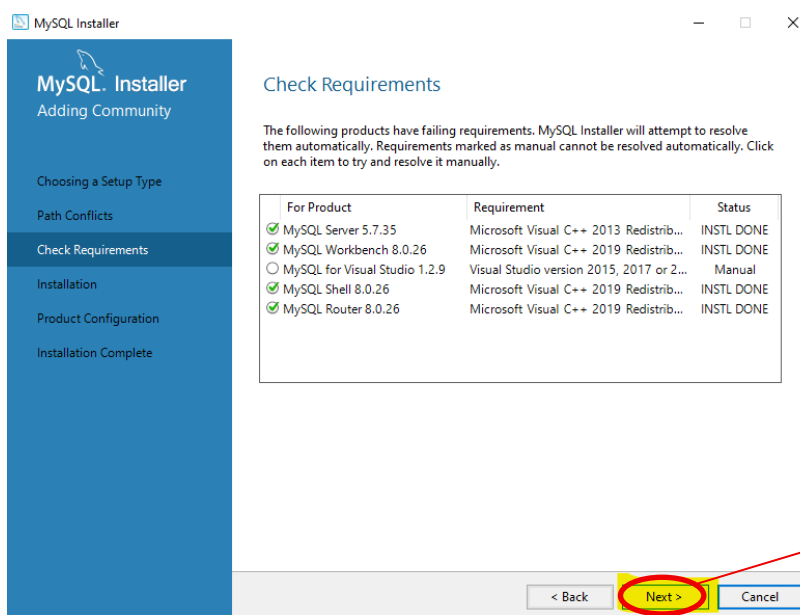 MySQL Installer
MySQL. Installer
Adding Community
Choosing a Setup Type
Path Conflicts
Check Requirements
Installation
Product Configuration
Installation Complete
Check Requirements
The following products have failing requirements. MySQL Installer will attempt to resolve
them automatically. Requirements marked as manual cannot be resolved automatically. Click
on each item to try and resolve it manually.
For Product Requirement Status
MySQL Server 5.7.35 Microsoft Visual C++ 2013 Redistrib... INSTL DONE
MySQL Workbench 8.0.26 Microsoft Visual C++ 2019 Redistrib... INSTL DONE
MySQL for Visual Studio 1.2.9 Visual Studio version 2015, 2017 or 2... Manual
MySQL Shell 8.0.26 Microsoft Visual C++ 2019 Redistrib... INSTL DONE
MySQL Router 8.0.26 Microsoft Visual C++ 2019 Redistrib... INSTL DONE
< Back Next > Cancel